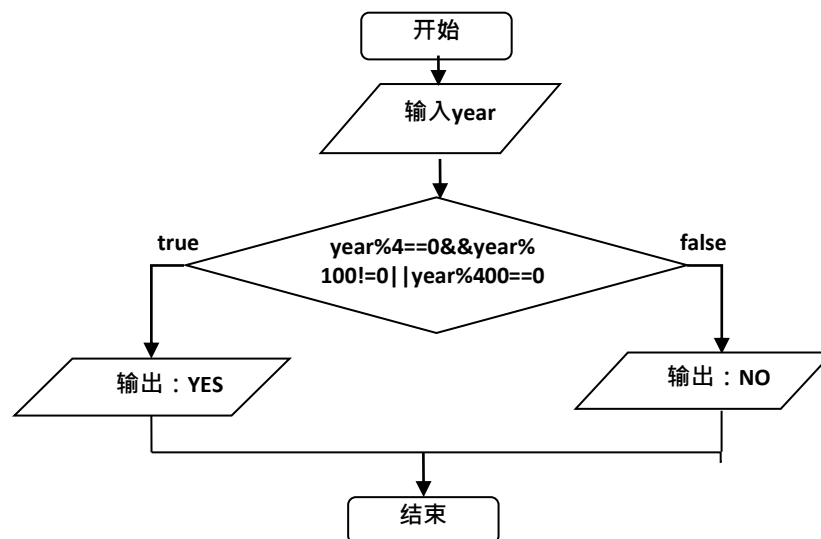 开始
输入year
true
false
year%4==0&&year%
100!=0||year%400==0
输出：YES
输出：NO
结束